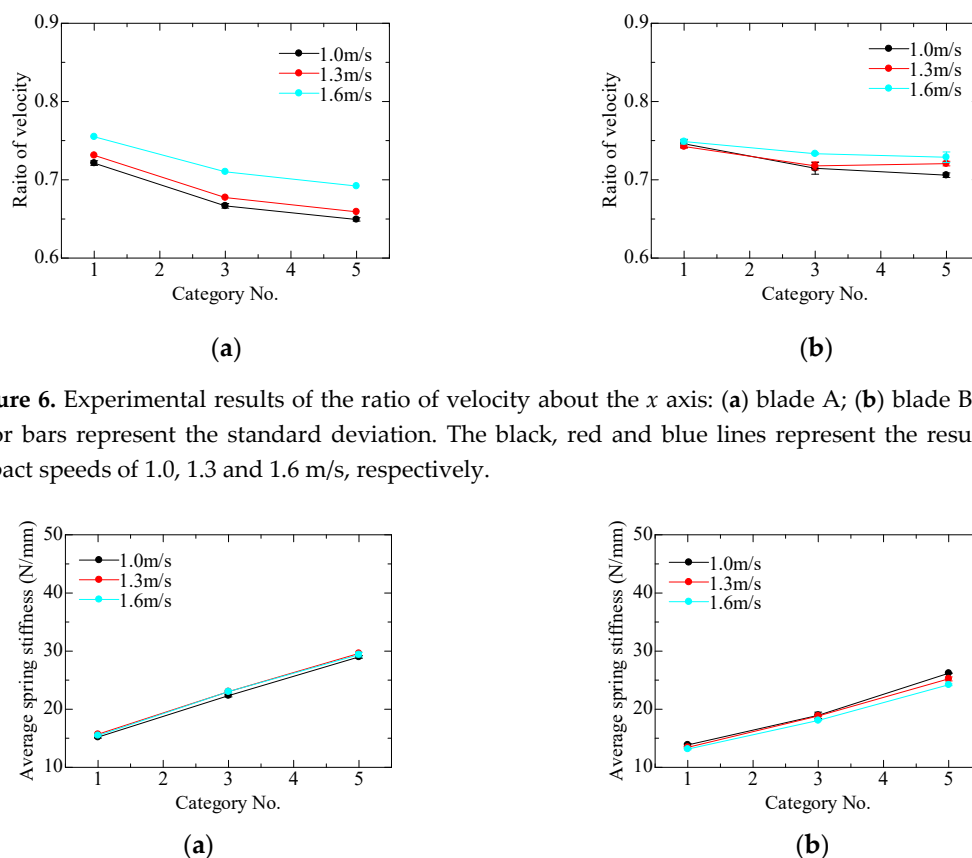 0.9
0.8
0.7
0.6
Raito of velocity
1.0m/s
1.3m/s
1.6m/s
1 2 3 4 5
Category No.
(a)
0.9
0.8
0.7
0.6
Raito of velocity
1.0m/s
1.3m/s
1.6m/s
1 2 3 4 5
Category No.
(b)
ure 6. Experimental results of the ratio of velocity about the x axis: (a) blade A; (b) blade B
or bars represent the standard deviation. The black, red and blue lines represent the resu
pact speeds of 1.0, 1.3 and 1.6 m/s, respectively.
50
40
30
20
10
Average spring stiffness (N/mm)
1.0m/s
1.3m/s
1.6m/s
1 2 3 4 5
Category No.
(a)
50
40
30
20
10
Average spring stiffness (N/mm)
1.0m/s
1.3m/s
1.6m/s
1 2 3 4 5
Category No.
(b)